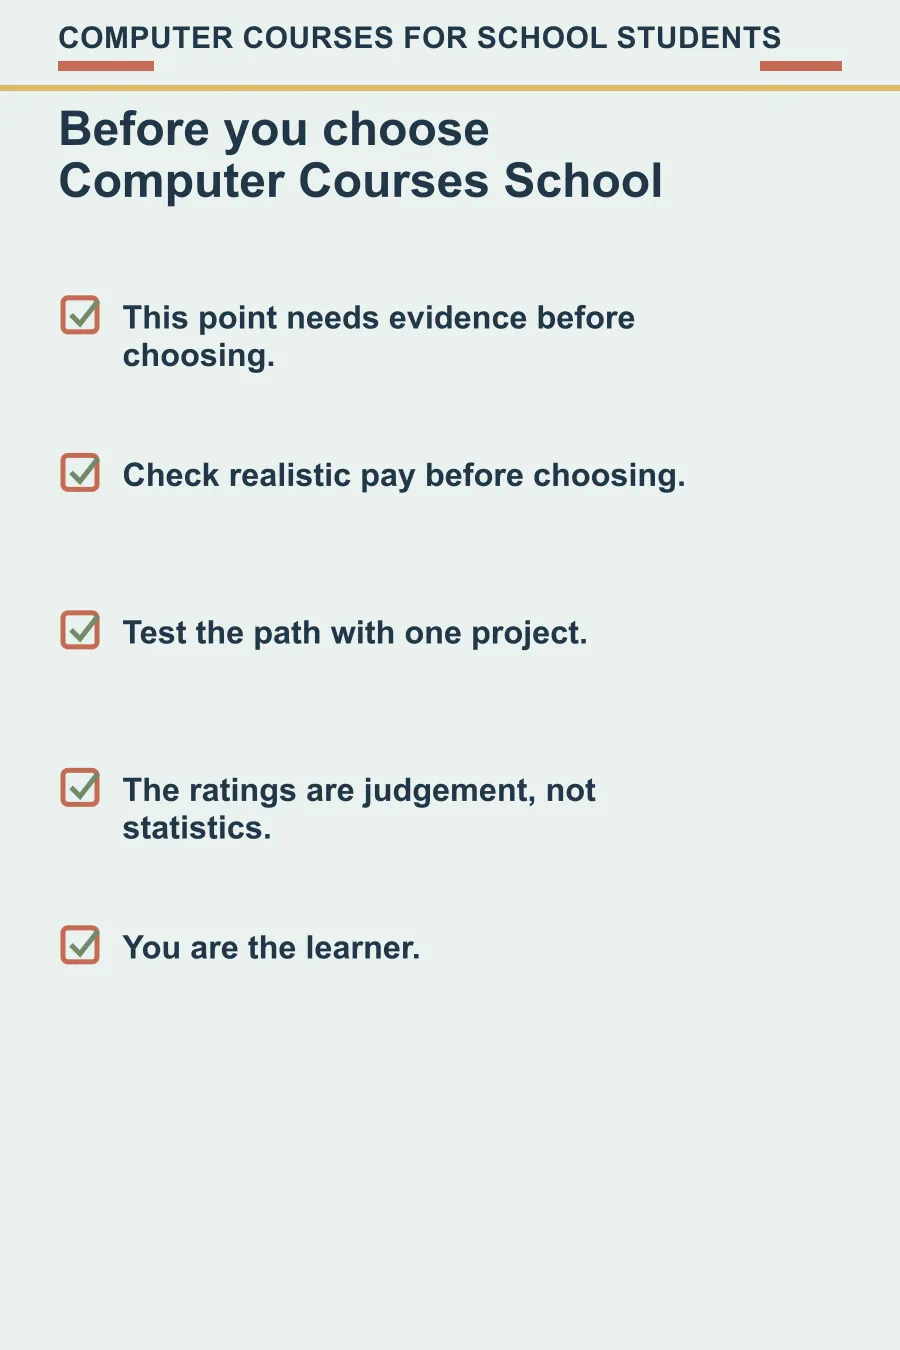 COMPUTER COURSES FOR SCHOOL STUDENTS
Before you choose
Computer Courses School
This point needs evidence before
choosing.
Check realistic pay before choosing.
Test the path with one project.
The ratings are judgement, not
statistics.
You are the learner.